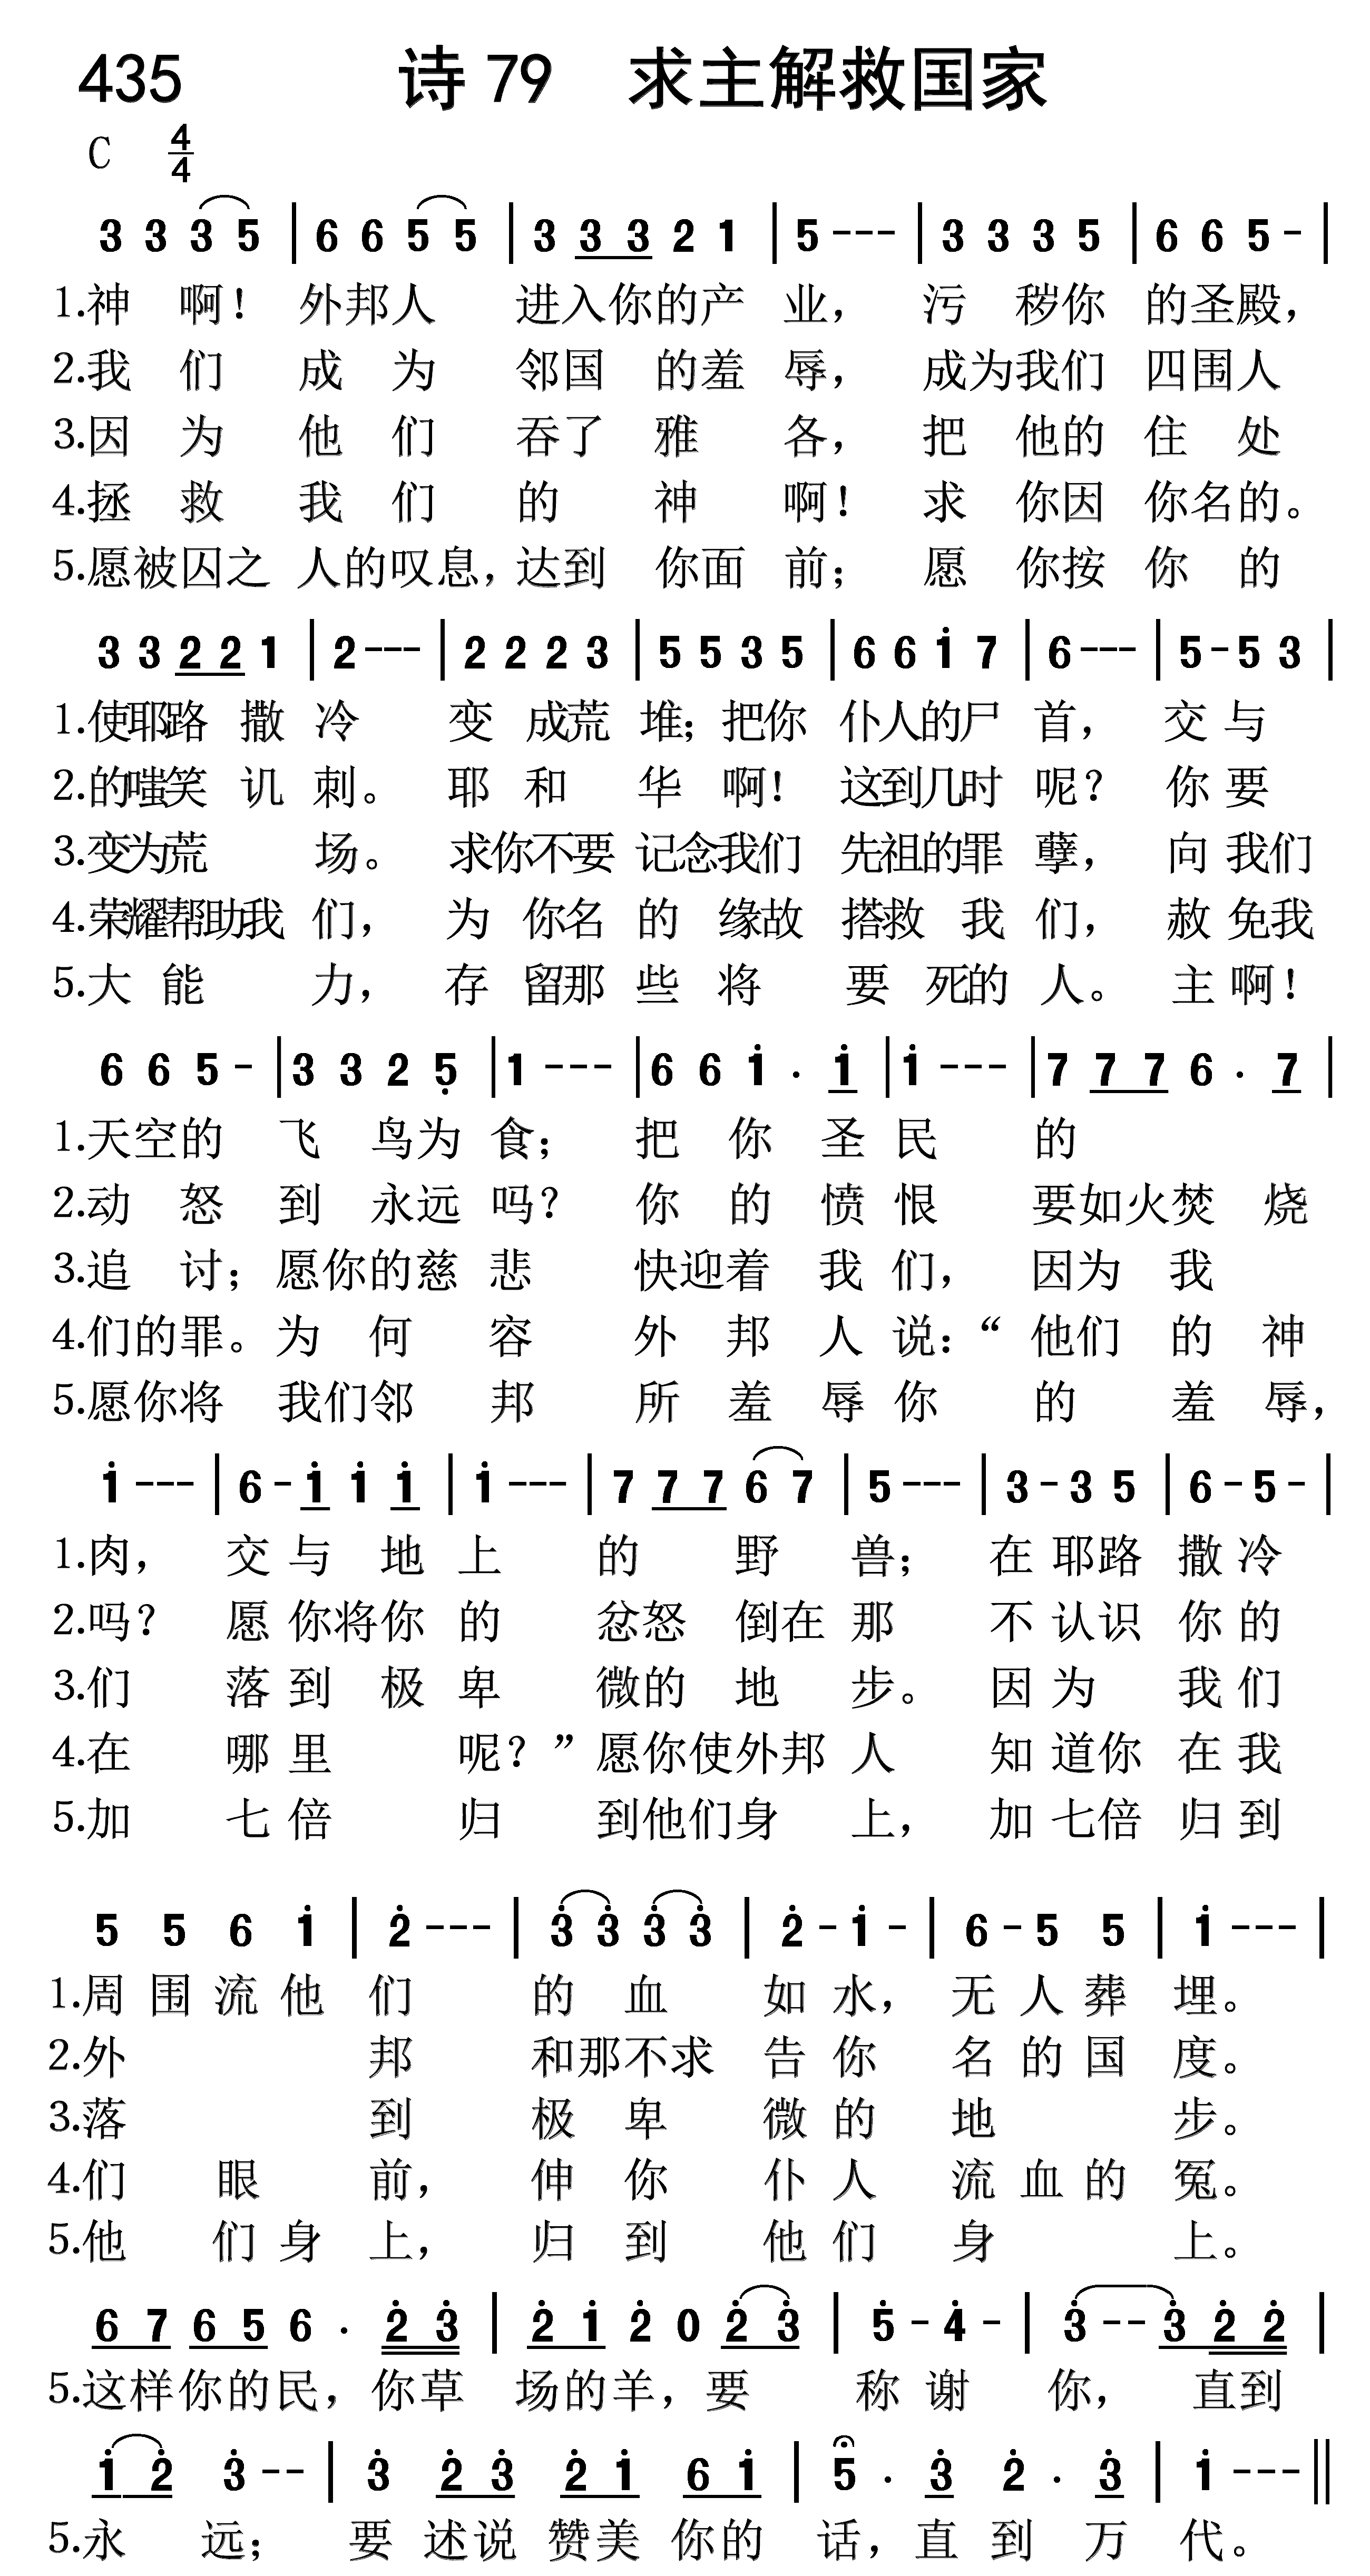 435 诗79 求主解救国家
C 4/4
3 3 3 5 | 6 6 5 5 | 3 3 3 2 1 | 5 - - - | 3 3 3 5 | 6 6 5 - |
1.神 啊! 外邦人 进入你的产 业, 污 秽你 的圣殿,
2.我 们 成 为 邻国 的羞 辱, 成为我们 四围人
3.因 为 他 们 吞了 雅 各, 把 他的 住 处
4.拯 救 我 们 的 神 啊! 求 你因 你名的。
5.愿被囚之 人的叹息, 达到 你面 前; 愿 你按 你 的
3 3 2 2 1 | 2 - - - | 2 2 2 3 | 5 5 3 5 | 6 6 i 7 | 6 - - - | 5 - 5 3 |
1.使耶路 撒 冷 变 成荒 堆; 把你 仆人的尸 首, 交 与
2.的嗤笑 讥 刺。 耶 和 华 啊! 这到几时 呢? 你 要
3.变为荒 场。 求你不要 记念我们 先祖的罪 孽, 向 我们
4.荣耀帮助我 们, 为 你名 的 缘故 搭救 我 们, 赦 免我
5.大 能 力, 存 留那 些 将 要 死的 人。 主 啊!
6 6 5 - | 3 3 2 5̣ | 1 - - - | 6 6 i · i | i - - - | 7 7 7 6 · 7 |
1.天空的 飞 鸟为 食; 把 你 圣 民 的
2.动 怒 到 永远 吗? 你 的 愤 恨 要如火焚 烧
3.追 讨; 愿你的慈 悲 快迎着 我 们, 因为 我
4.们的罪。为 何 容 外 邦 人 说:“ 他们 的 神
5.愿你将 我们邻 邦 所 羞 辱 你 的 羞 辱,
i - - - | 6 - i i i | i - - - | 7 7 7 6 7 | 5 - - - | 3 - 3 5 | 6 - 5 - |
1.肉, 交 与 地 上 的 野 兽; 在 耶路 撒 冷
2.吗? 愿 你将你 的 忿怒 倒在 那 不 认识 你 的
3.们 落 到 极 卑 微的 地 步。 因 为 我 们
4.在 哪 里 呢?” 愿你使外邦 人 知 道你 在 我
5.加 七 倍 归 到他们身 上, 加 七倍 归 到
5 5 6 i | 2̇ - - - | 3̇ 3̇ 3̇ 3̇ | 2̇ - i - | 6 - 5 5 | i - - - |
1.周 围 流 他 们 的 血 如 水, 无 人 葬 埋。
2.外 邦 和那不求 告 你 名 的 国 度。
3.落 到 极 卑 微 的 地 步。
4.们 眼 前, 伸 你 仆 人 流 血 的 冤。
5.他 们 身 上, 归 到 他 们 身 上。
6 7 6 5 6 · 2̇ 3̇ | 2̇ i 2̇ 0 2̇ 3̇ | 5̇ - 4̇ - | 3̇ - - 3̇ 2̇ 2̇ |
5.这样你的民, 你草 场的羊, 要 称 谢 你, 直到
i 2̇ 3̇ - - | 3̇ 2̇ 3̇ 2̇ i 6 i | 5̇ · 3̇ 2̇ · 3̇ | i - - - ‖
5.永 远; 要 述说 赞美 你的 话, 直 到 万 代。